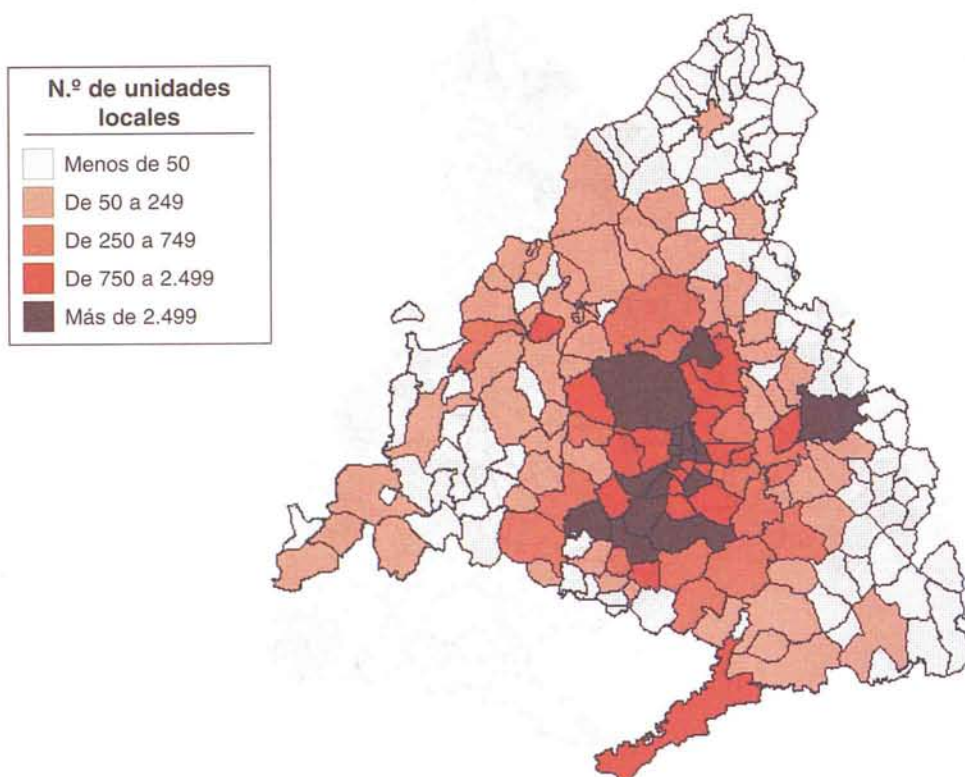 N.º de unidades
locales
Menos de 50
De 50 a 249
De 250 a 749
De 750 a 2.499
Más de 2.499